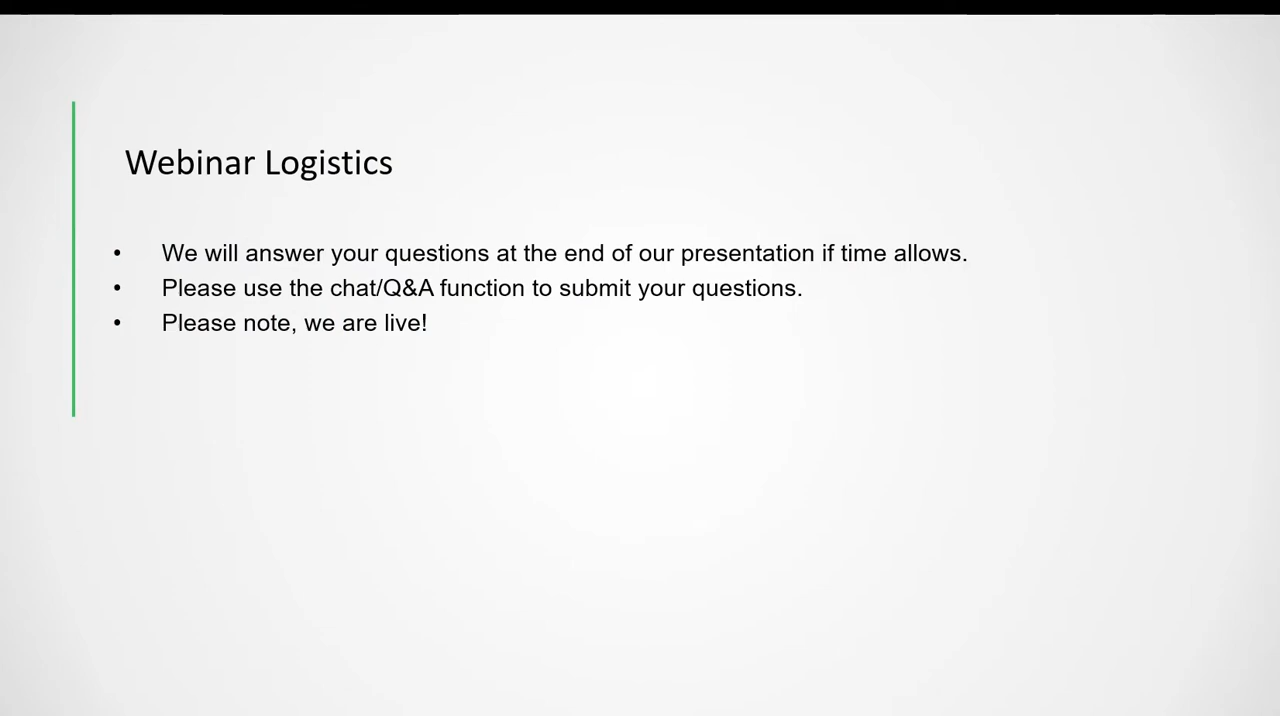 Webinar Logistics
• We will answer your questions at the end of our presentation if time allows.
• Please use the chat/Q&A function to submit your questions.
• Please note, we are live!